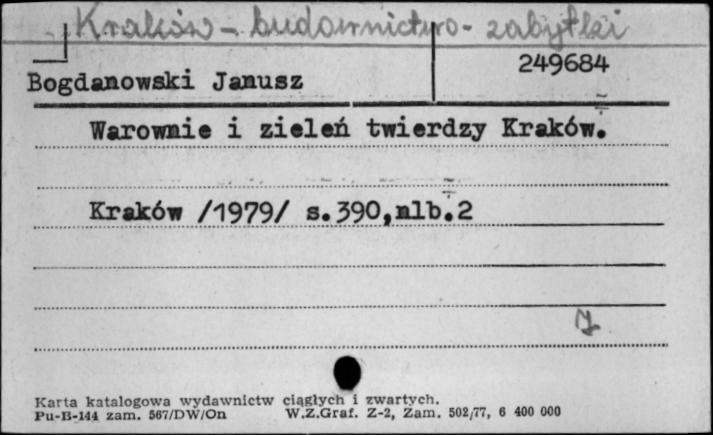 Kraków - budownictwo - zabytki
249684
Bogdanowski Janusz
Warownie i zieleń twierdzy Kraków.
Kraków /1979/ s.390,nlb.2
Karta katalogowa wydawnictw ciągłych i zwartych.
Pu-B-144 zam. 567/DW/On W.Z.Graf. Z-2, Zam. 502/77, 6 400 000